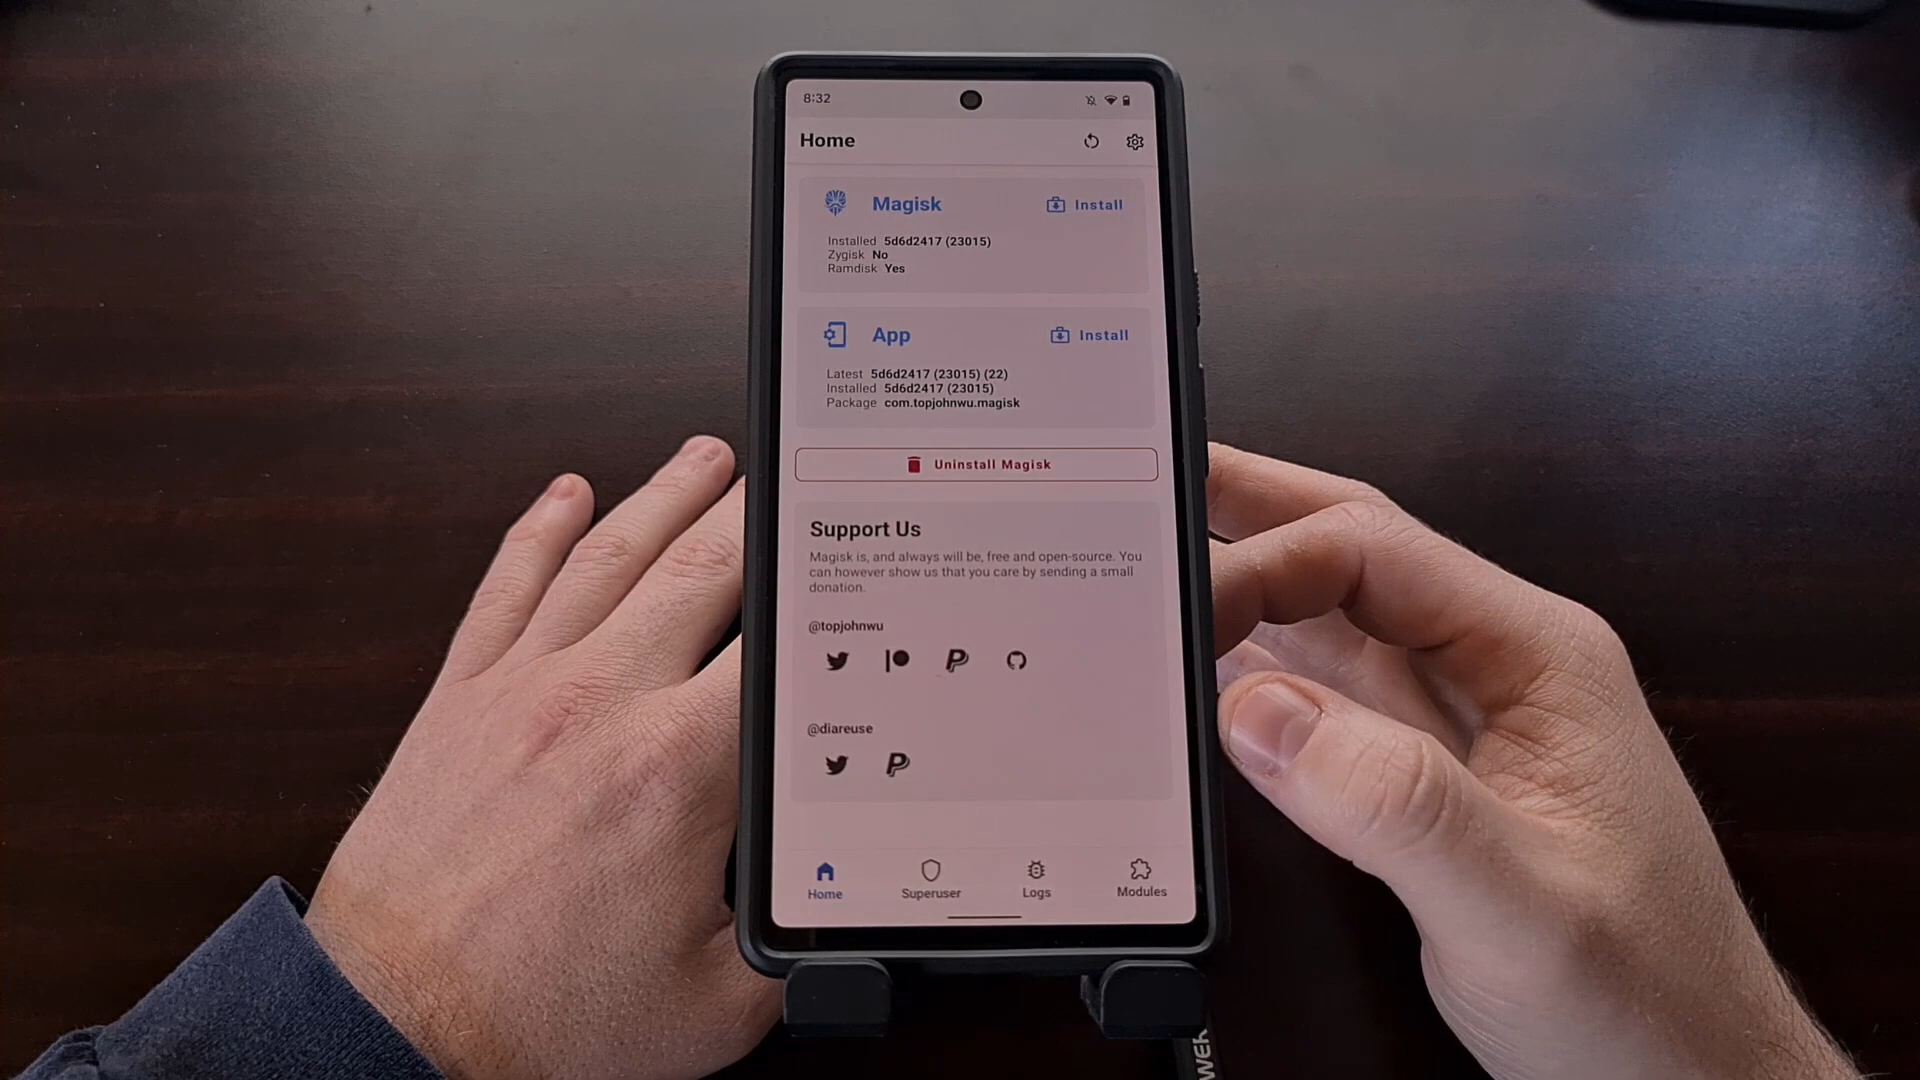 8:32
Home
Magisk
Install
Installed 5d6d2417 (23015)
Zygisk No
Ramdisk Yes
App
Install
Latest 5d6d2417 (23015) (22)
Installed 5d6d2417 (23015)
Package com.topjohnwu.magisk
Uninstall Magisk
Support Us
Magisk is, and always will be, free and open-source. You
can however show us that you care by sending a small
donation.
@topjohnwu
@diareuse
Home
Superuser
Logs
Modules